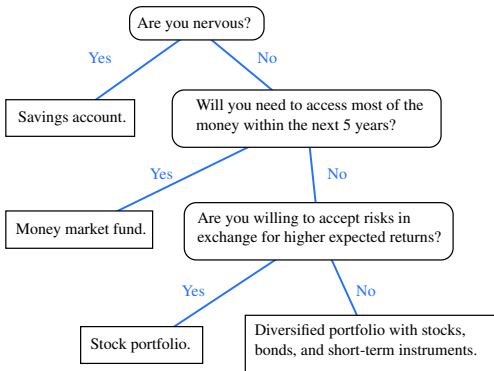 Are you nervous?
Yes
No
Savings account.
Will you need to access most of the
money within the next 5 years?
Yes
No
Money market fund.
Are you willing to accept risks in
exchange for higher expected returns?
Yes
No
Stock portfolio.
Diversified portfolio with stocks,
bonds, and short-term instruments.